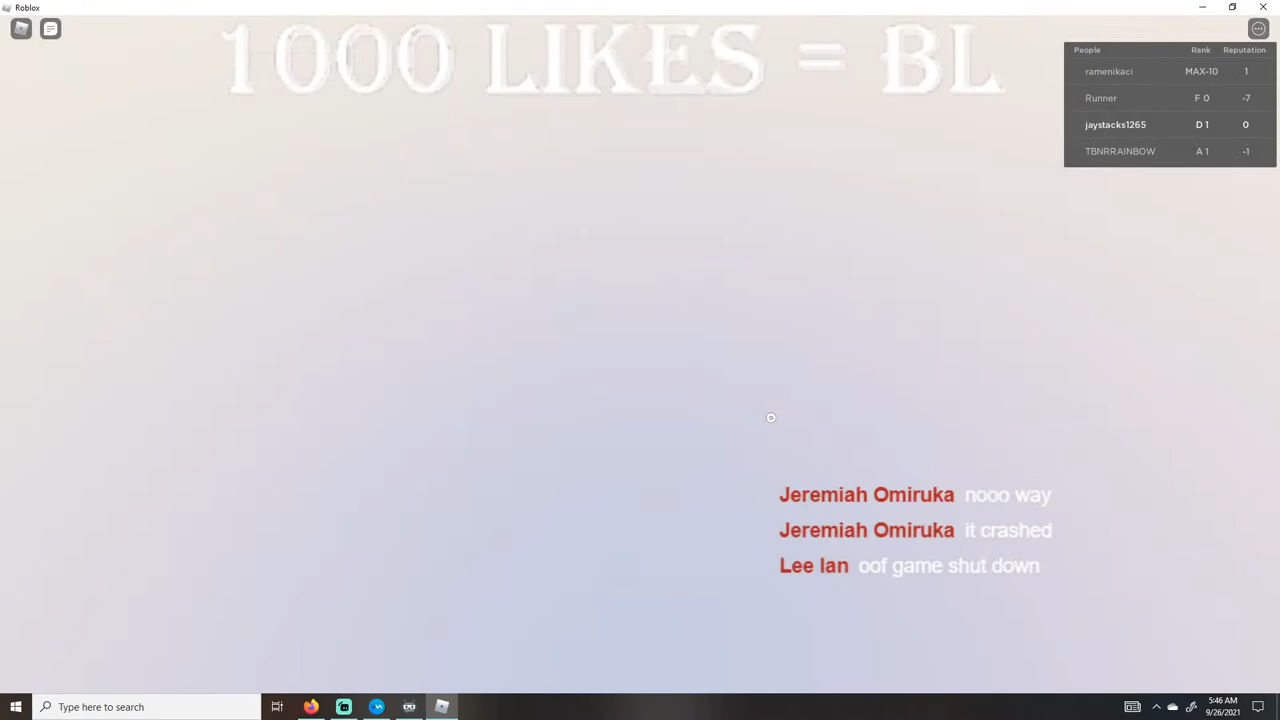 Roblox
1000 LIKES = BL
People Rank Reputation
ramenikaci MAX-10 1
Runner F 0 -7
jaystacks1265 D 1 0
TBNRRAINBOW A 1 -1
Jeremiah Omiruka nooo way
Jeremiah Omiruka it crashed
Lee Ian oof game shut down
Type here to search
5:46 AM
9/26/2021